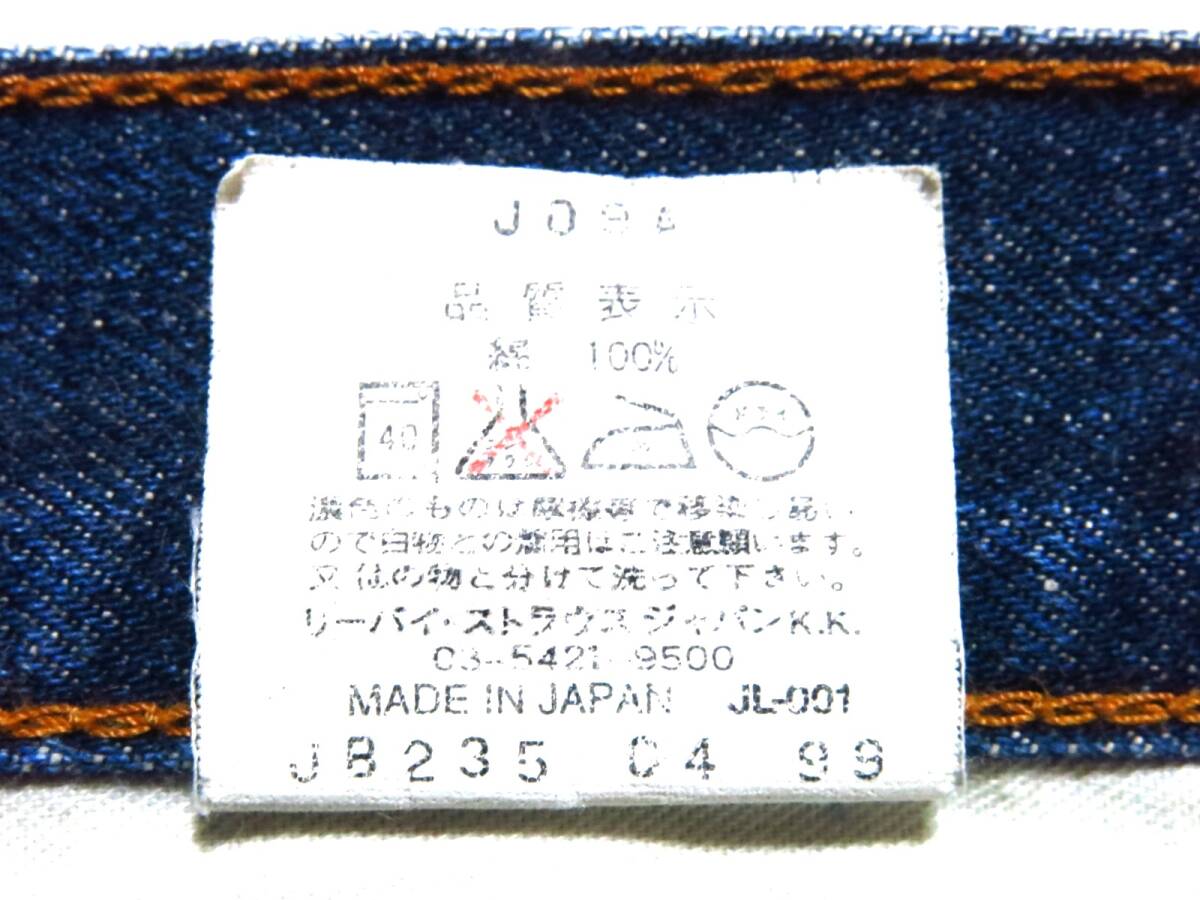 J09A
品質表示
綿 100%
40
濃色のものは摩擦等で移染し易い
ので白物との着用はご注意願います。
又他の物と分けて洗って下さい。
リーバイ・ストラウス ジャパンK.K.
03-5421-9500
MADE IN JAPAN JL-001
J8235 04 99